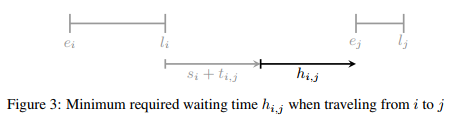 e_i l_i e_j l_j
s_i + t_{i,j} h_{i,j}
Figure 3: Minimum required waiting time h_{i,j} when traveling from i to j